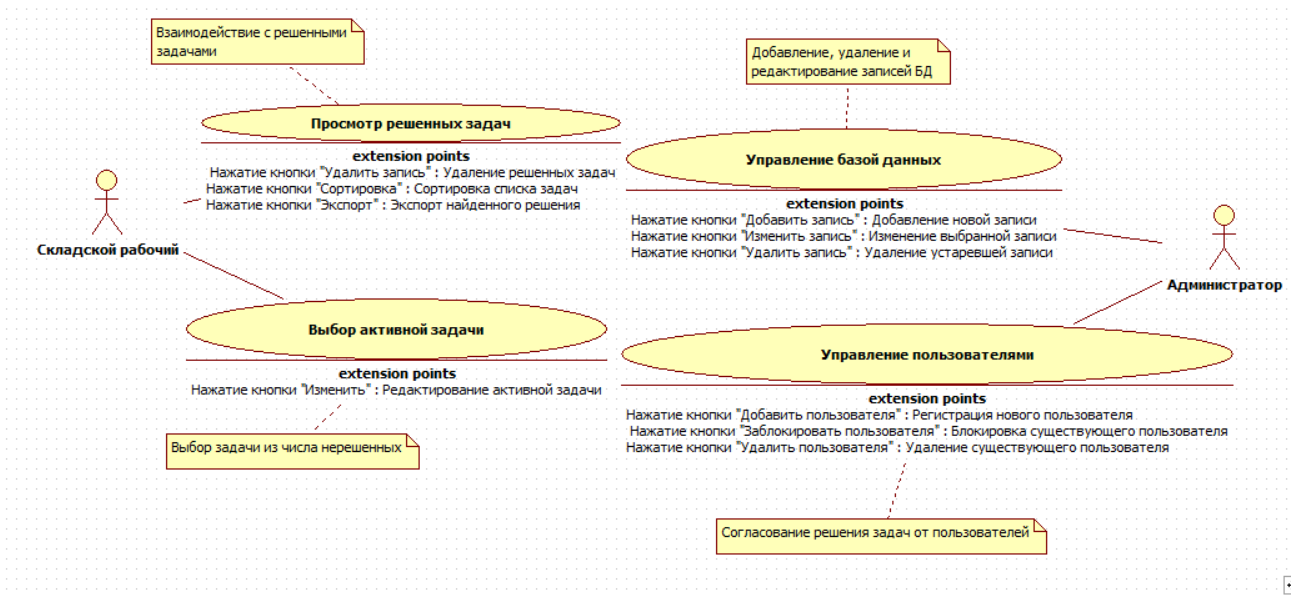 Взаимодействие с решенными
задачами
Просмотр решенных задач
extension points
Нажатие кнопки "Удалить запись" : Удаление решенных задач
Нажатие кнопки "Сортировка" : Сортировка списка задач
Нажатие кнопки "Экспорт" : Экспорт найденного решения
Складской рабочий
Выбор активной задачи
extension points
Нажатие кнопки "Изменить" : Редактирование активной задачи
Выбор задачи из числа нерешенных
Добавление, удаление и
редактирование записей БД
Управление базой данных
extension points
Нажатие кнопки "Добавить запись" : Добавление новой записи
Нажатие кнопки "Изменить запись" : Изменение выбранной записи
Нажатие кнопки "Удалить запись" : Удаление устаревшей записи
Администратор
Управление пользователями
extension points
Нажатие кнопки "Добавить пользователя" : Регистрация нового пользователя
Нажатие кнопки "Заблокировать пользователя" : Блокировка существующего пользователя
Нажатие кнопки "Удалить пользователя" : Удаление существующего пользователя
Согласование решения задач от пользователей